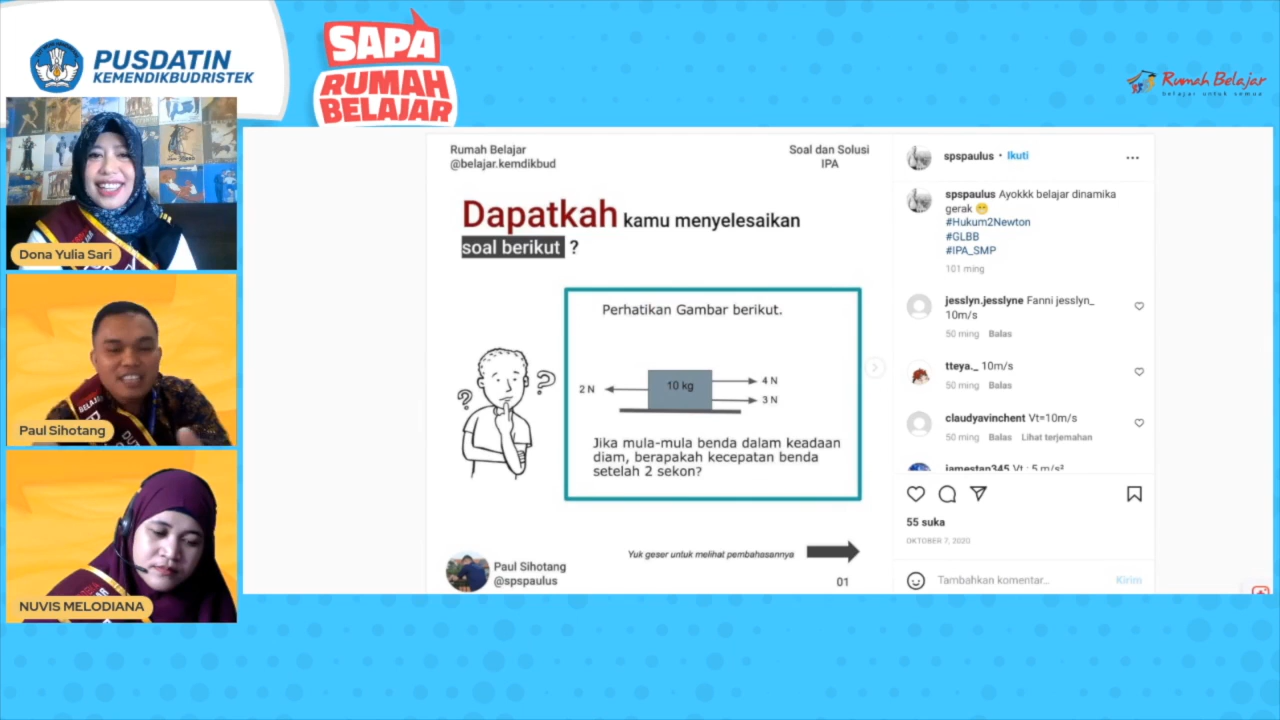 PUSDATIN
KEMENDIKBUDRISTEK
SAPA
RUMAH
BELAJAR
Rumah Belajar
belajar untuk semua
Dona Yulia Sari
Paul Sihotang
NUVIS MELODIANA
Rumah Belajar
@belajar.kemdikbud
Soal dan Solusi
IPA
Dapatkah kamu menyelesaikan
soal berikut ?
Perhatikan Gambar berikut.
2 N
10 kg
4 N
3 N
Jika mula-mula benda dalam keadaan
diam, berapakah kecepatan benda
setelah 2 sekon?
Yuk geser untuk melihat pembahasannya
Paul Sihotang
@spspaulus
01
spspaulus • Ikuti
spspaulus Ayokkk belajar dinamika
gerak 😁
#Hukum2Newton
#GLBB
#IPA_SMP
101 ming
jesslyn.jesslyne Fanni jesslyn_
10m/s
50 ming Balas
tteya._ 10m/s
50 ming Balas
claudyavinchent Vt=10m/s
50 ming Balas Lihat terjemahan
jamestan345 Vt : 5 m/s²
55 suka
OKTOBER 7, 2020
Tambahkan komentar...
Kirim